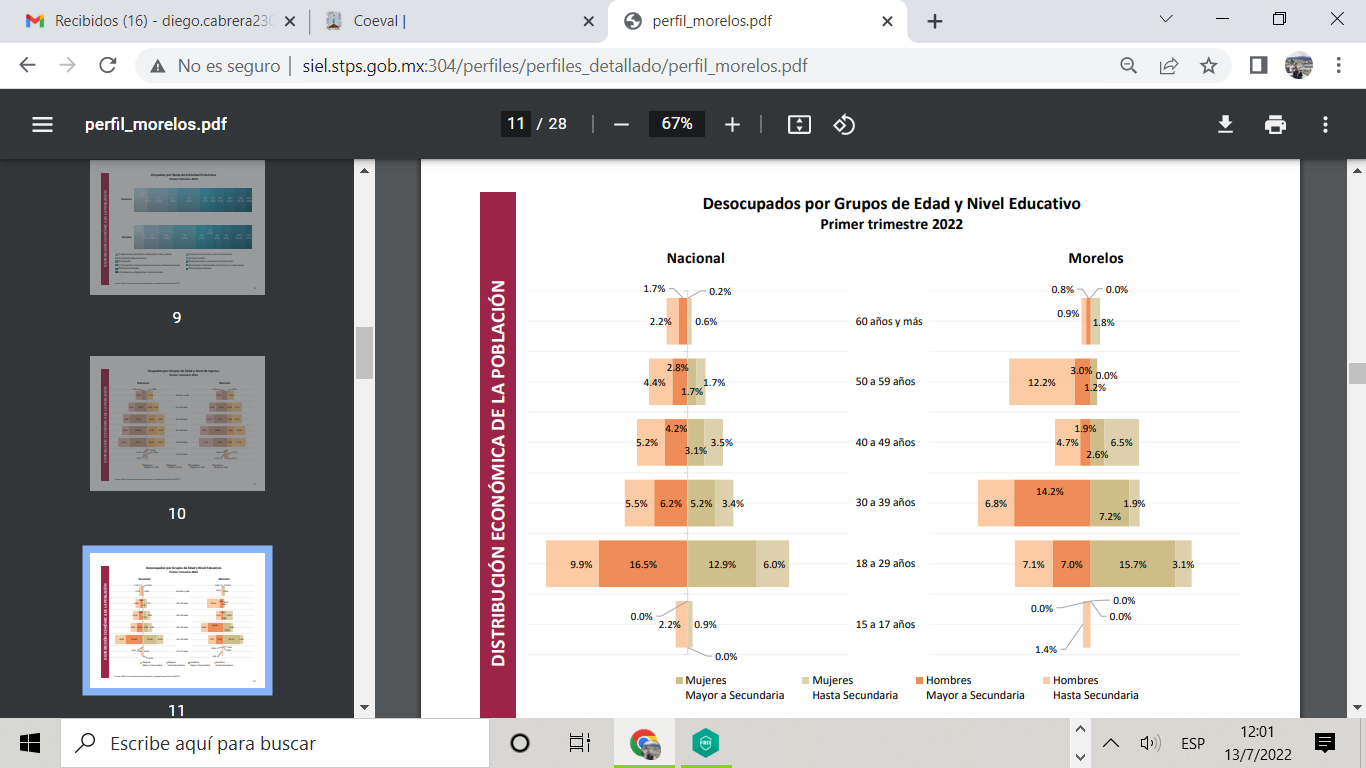 Recibidos (16) - diego.cabrera230
Coeval |
perfil_morelos.pdf
No es seguro
siel.stps.gob.mx:304/perfiles/perfiles_detallado/perfil_morelos.pdf
perfil_morelos.pdf
11 / 28
67%
9
10
11
DISTRIBUCIÓN ECONÓMICA DE LA POBLACIÓN
Desocupados por Grupos de Edad y Nivel Educativo
Primer trimestre 2022
Nacional
Morelos
1.7% 0.2%
0.8% 0.0%
2.2% 0.6%
60 años y más
0.9% 1.8%
2.8%
4.4% 1.7% 1.7%
50 a 59 años
3.0% 0.0%
12.2% 1.2%
4.2%
5.2% 3.1% 3.5%
40 a 49 años
1.9%
4.7% 2.6% 6.5%
5.5% 6.2% 5.2% 3.4%
30 a 39 años
14.2%
6.8% 7.2% 1.9%
9.9% 16.5% 12.9% 6.0%
18 a 29 años
7.1% 7.0% 15.7% 3.1%
0.0%
2.2% 0.9%
0.0%
15 a 17 años
0.0% 0.0%
0.0%
1.4%
Mujeres
Mayor a Secundaria
Mujeres
Hasta Secundaria
Hombres
Mayor a Secundaria
Hombres
Hasta Secundaria
Escribe aquí para buscar
ESP
12:01
13/7/2022